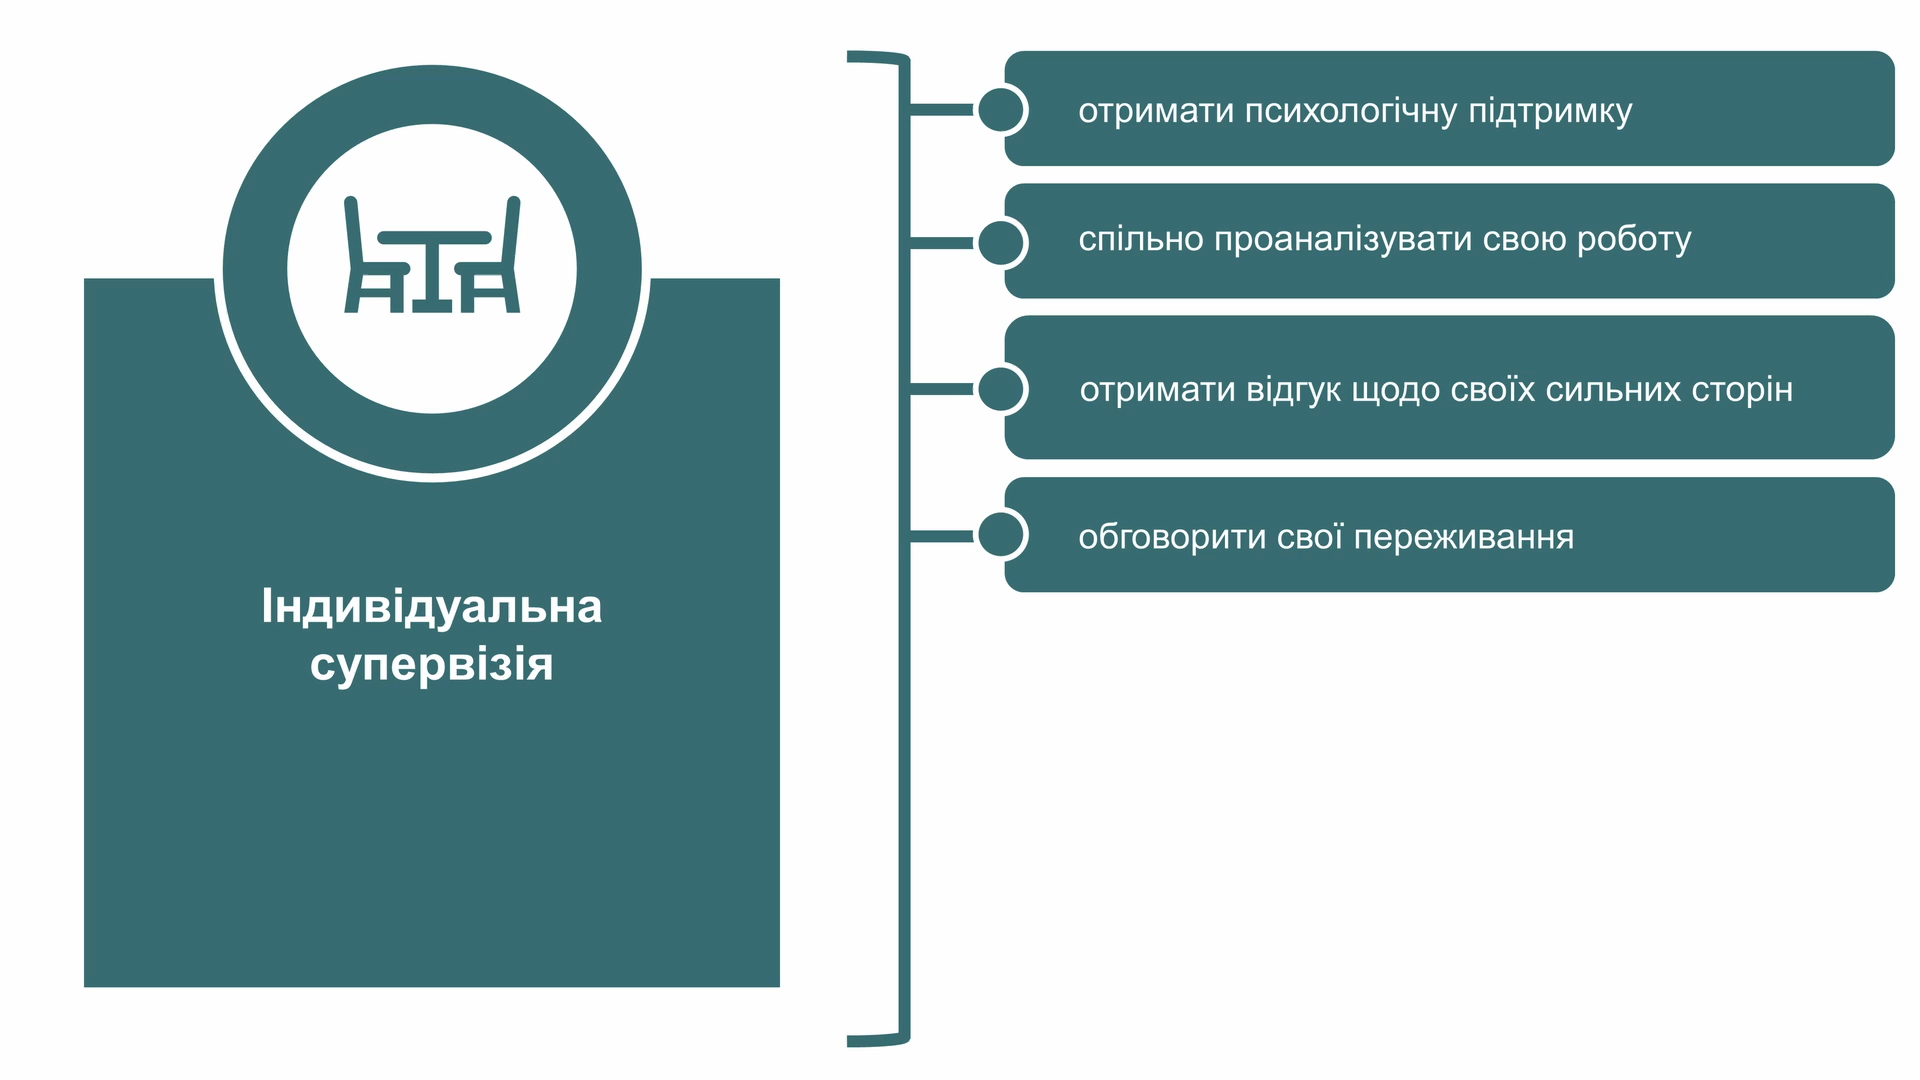 Індивідуальна
супервізія
отримати психологічну підтримку
спільно проаналізувати свою роботу
отримати відгук щодо своїх сильних сторін
обговорити свої переживання